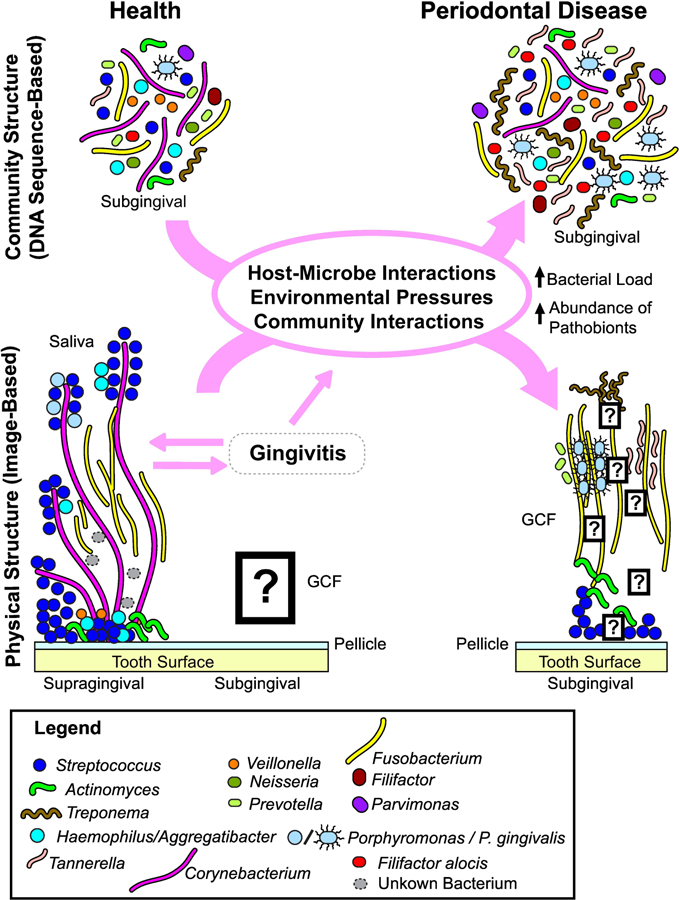 Health
Periodontal Disease
Community Structure
(DNA Sequence-Based)
Subgingival
Subgingival
Host-Microbe Interactions
Environmental Pressures
Community Interactions
Bacterial Load
Abundance of
Pathobionts
Physical Structure (Image-Based)
Saliva
Gingivitis
?
GCF
GCF
?
?
?
?
?
?
Pellicle
Tooth Surface
Supragingival
Subgingival
Pellicle
Tooth Surface
Subgingival
Legend
Streptococcus
Actinomyces
Treponema
Haemophilus/Aggregatibacter
Tannerella
Corynebacterium
Veillonella
Neisseria
Prevotella
Fusobacterium
Filifactor
Parvimonas
/ Porphyromonas / P. gingivalis
Filifactor alocis
Unkown Bacterium